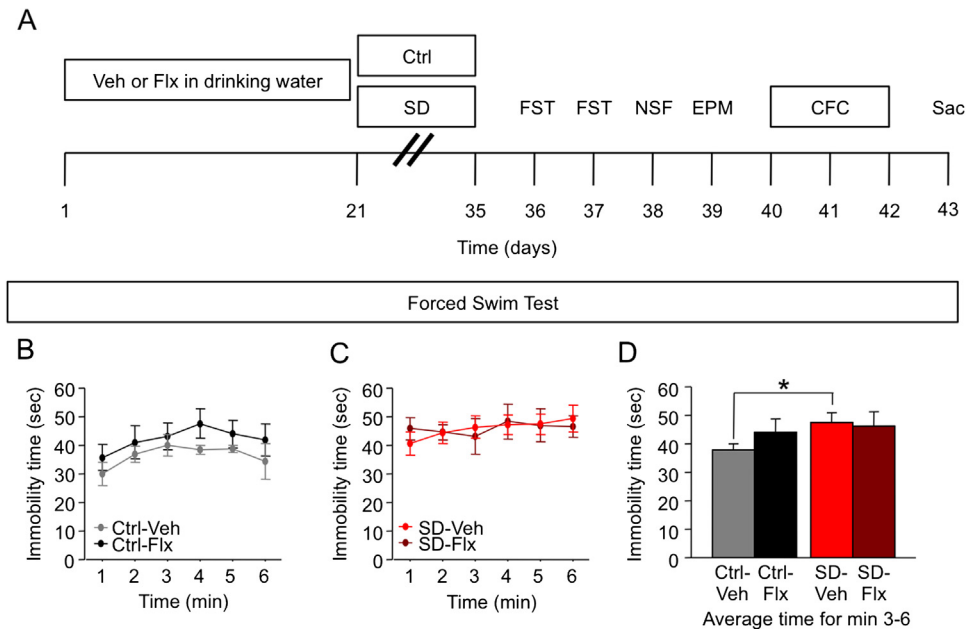 A
Veh or Flx in drinking water
Ctrl
SD
FST FST NSF EPM CFC Sac
1 21 35 36 37 38 39 40 41 42 43
Time (days)
Forced Swim Test
B
Immobility time (sec)
60
50
40
30
20
10
0
Ctrl-Veh
Ctrl-Flx
1 2 3 4 5 6
Time (min)
C
Immobility time (sec)
60
50
40
30
20
10
0
SD-Veh
SD-Flx
1 2 3 4 5 6
Time (min)
D
Immobility time (sec)
60
50
40
30
20
10
0
*
Ctrl- Ctrl- SD- SD-
Veh Flx Veh Flx
Average time for min 3-6